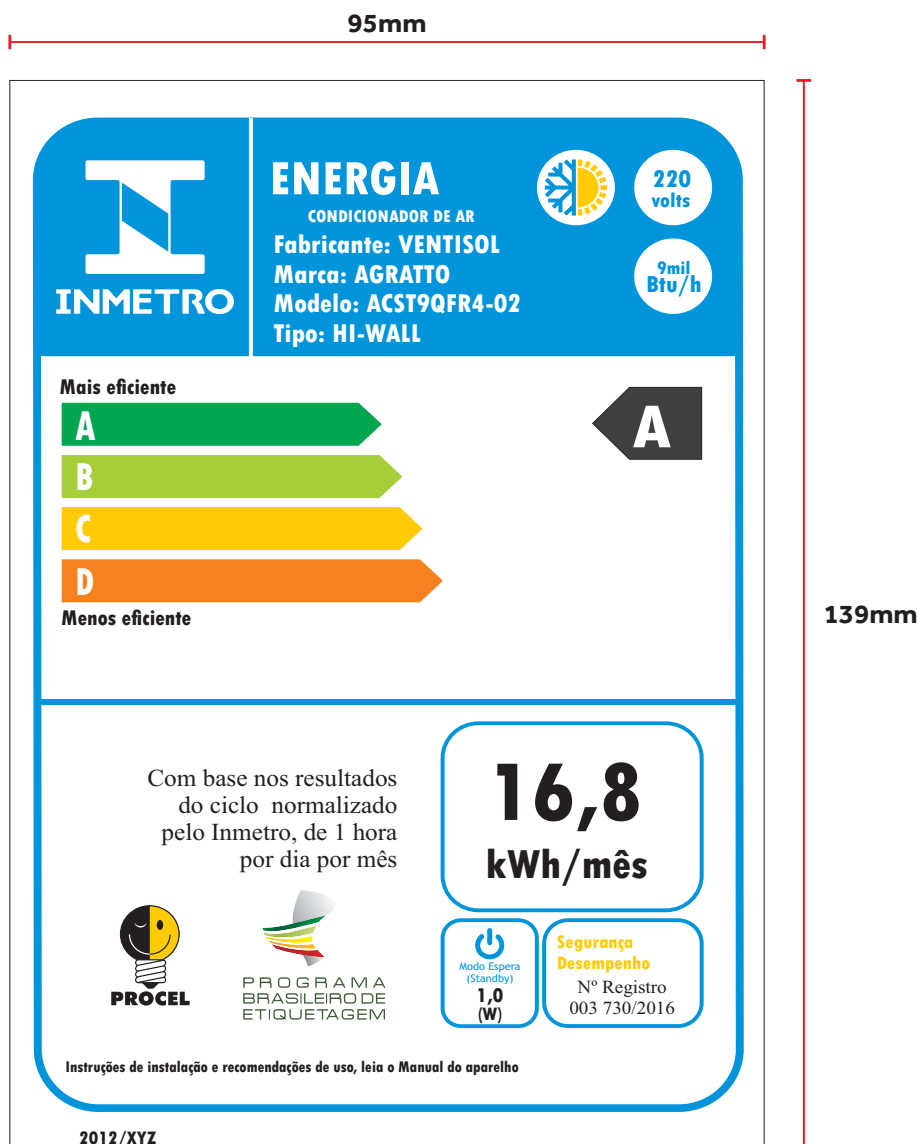 95mm
ENERGIA
CONDICIONADOR DE AR
Fabricante: VENTISOL
Marca: AGRATTO
Modelo: ACST9QFR4-02
Tipo: HI-WALL
220
volts
9mil
Btu/h
INMETRO
Mais eficiente
A
A
B
C
D
Menos eficiente
139mm
Com base nos resultados
do ciclo normalizado
pelo Inmetro, de 1 hora
por dia por mês
16,8
kWh/mês
PROCEL
PROGRAMA
BRASILEIRO DE
ETIQUETAGEM
Modo Espera
(Standby)
1,0
(W)
Segurança
Desempenho
Nº Registro
003 730/2016
Instruções de instalação e recomendações de uso, leia o Manual do aparelho
2012/XYZ